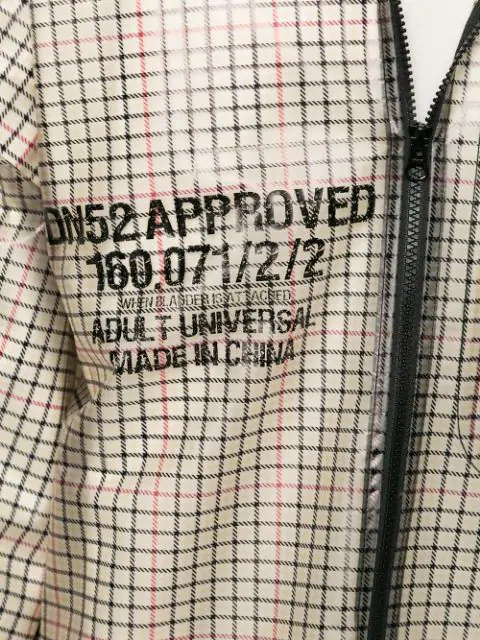 DN52 APPROVED
160.071/2/2
WHEN BLADDER IS ATTACHED
ADULT UNIVERSAL
MADE IN CHINA